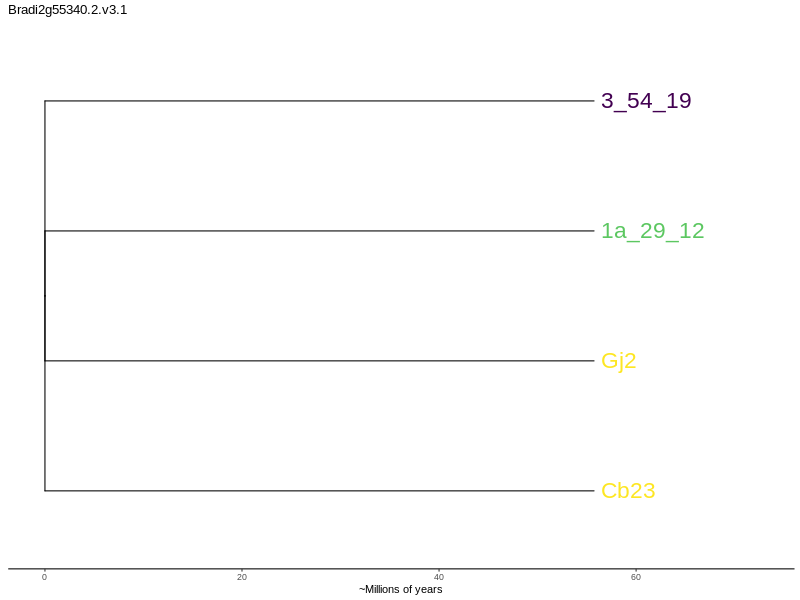 Bradi2g55340.2.v3.1
3_54_19
1a_29_12
Gj2
Cb23
0 20 40 60
~Millions of years